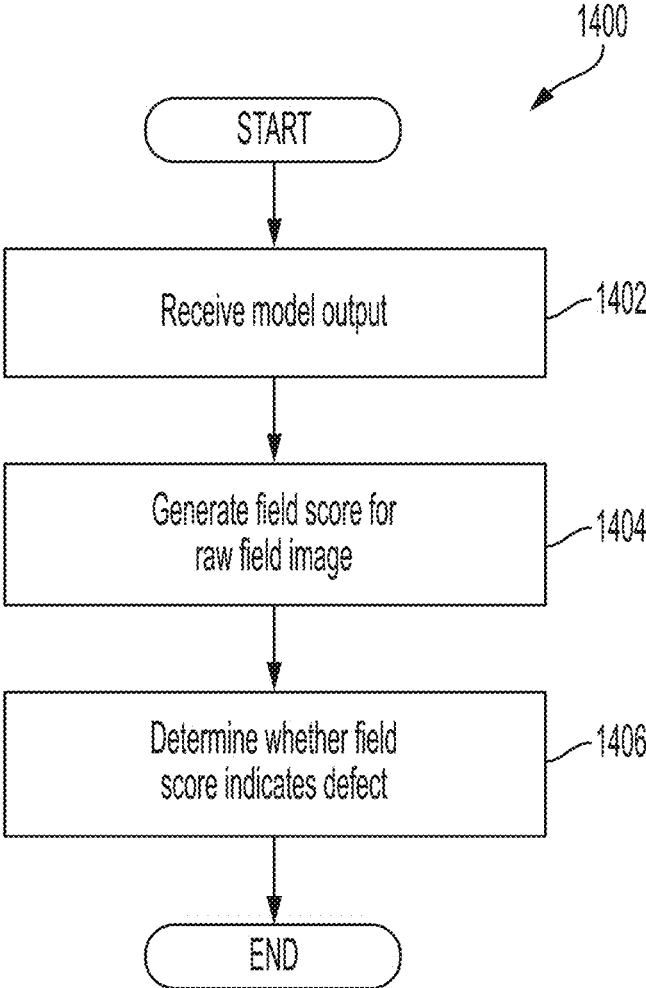 1400
START
Receive model output
1402
Generate field score for
raw field image
1404
Determine whether field
score indicates defect
1406
END